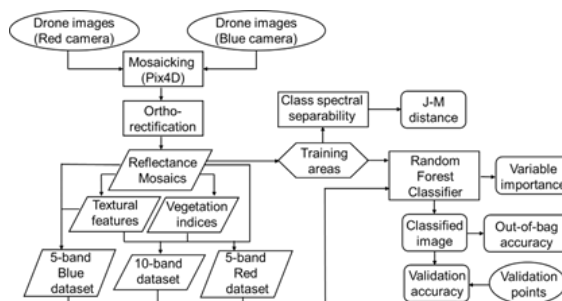 Drone images
(Red camera)
Drone images
(Blue camera)
Mosaicking
(Pix4D)
Ortho-
rectification
Class spectral
separability
J-M
distance
Reflectance
Mosaics
Training
areas
Random
Forest
Classifier
Variable
importance
Textural
features
Vegetation
indices
Classified
image
Out-of-bag
accuracy
5-band
Blue
dataset
10-band
dataset
5-band
Red
dataset
Validation
accuracy
Validation
points